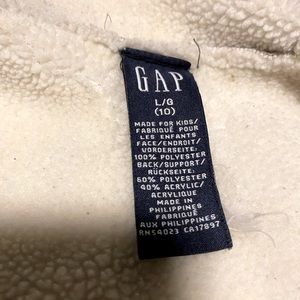 GAP
L/G
(10)
MADE FOR KIDS/
FABRIQUÉ POUR
LES ENFANTS
FACE/ENDROIT/
VORDERSEITE:
100% POLYESTER
BACK/SUPPORT/
RÜCKSEITE:
60% POLYESTER
40% ACRYLIC/
ACRYLIQUE
MADE IN
PHILIPPINES
FABRIQUÉ
AUX PHILIPPINES
RN54023 CA17897